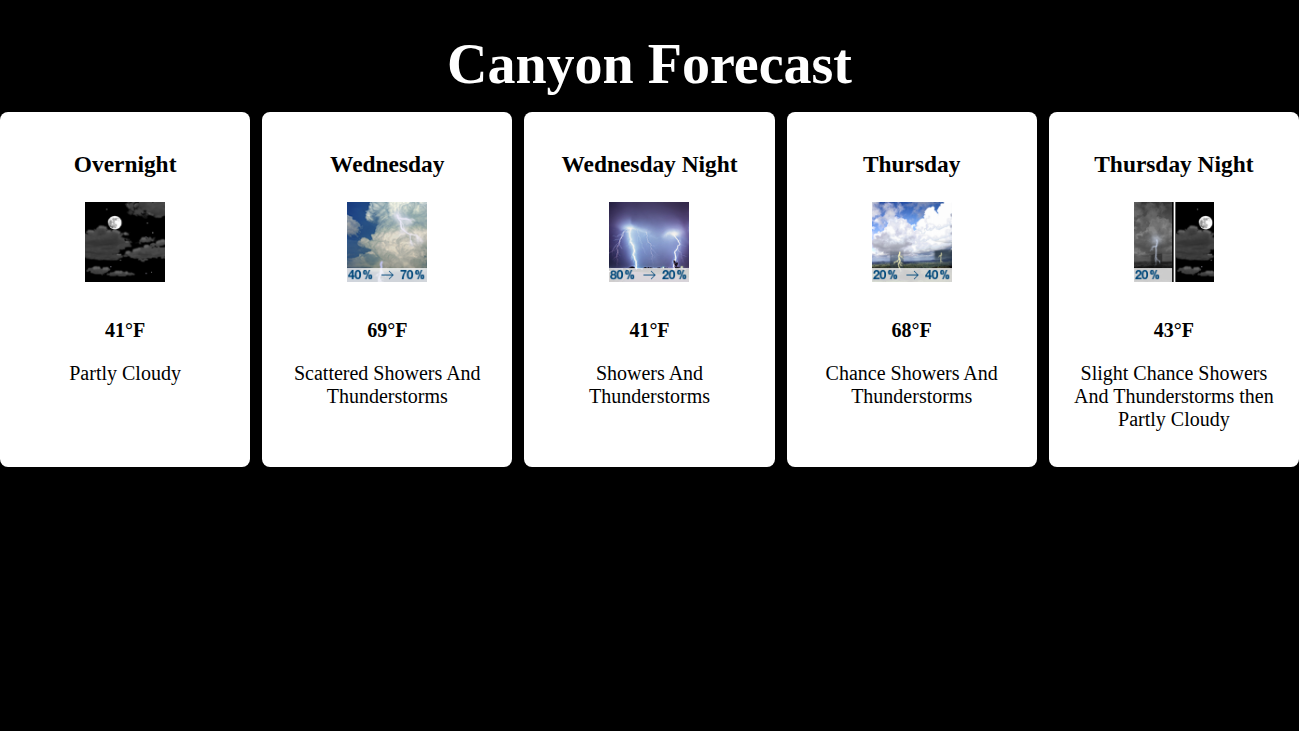 Canyon Forecast
Overnight
41°F
Partly Cloudy
Wednesday
40% → 70%
69°F
Scattered Showers And
Thunderstorms
Wednesday Night
80% → 20%
41°F
Showers And
Thunderstorms
Thursday
20% → 40%
68°F
Chance Showers And
Thunderstorms
Thursday Night
20%
43°F
Slight Chance Showers
And Thunderstorms then
Partly Cloudy